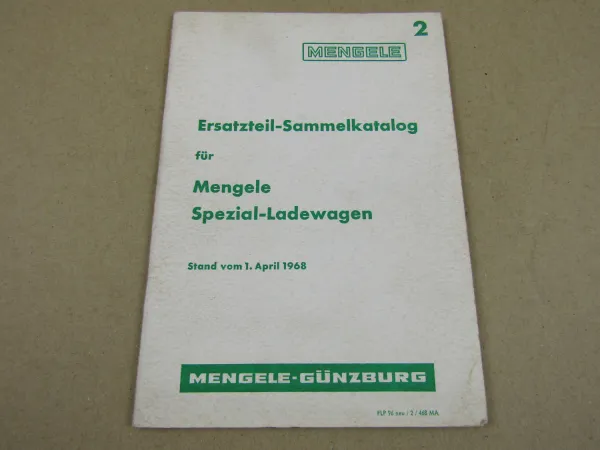 2
MENGELE
Ersatzteil-Sammelkatalog
für
Mengele
Spezial-Ladewagen
Stand vom 1. April 1968
MENGELE-GÜNZBURG